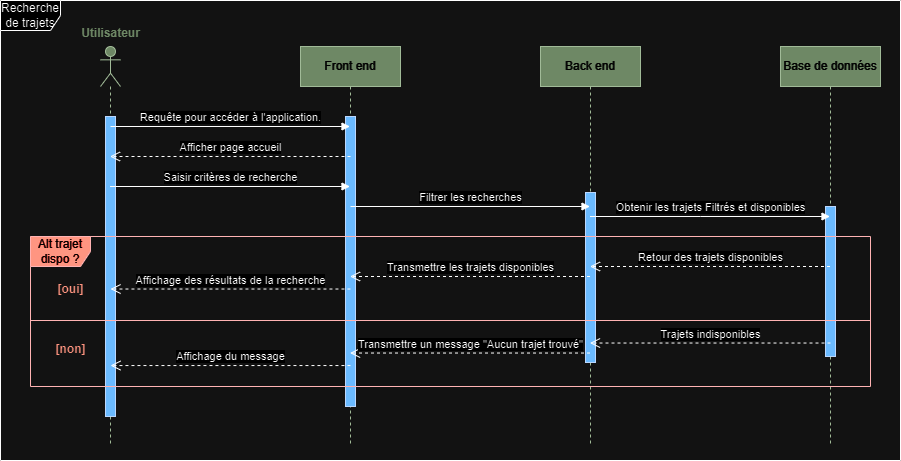 Recherche
de trajets
Utilisateur
Front end
Back end
Base de données
Requête pour accéder à l'application.
Afficher page accueil
Saisir critères de recherche
Filtrer les recherches
Obtenir les trajets Filtrés et disponibles
Alt trajet
dispo ?
Retour des trajets disponibles
Transmettre les trajets disponibles
Affichage des résultats de la recherche
[oui]
Trajets indisponibles
Transmettre un message "Aucun trajet trouvé"
[non]
Affichage du message